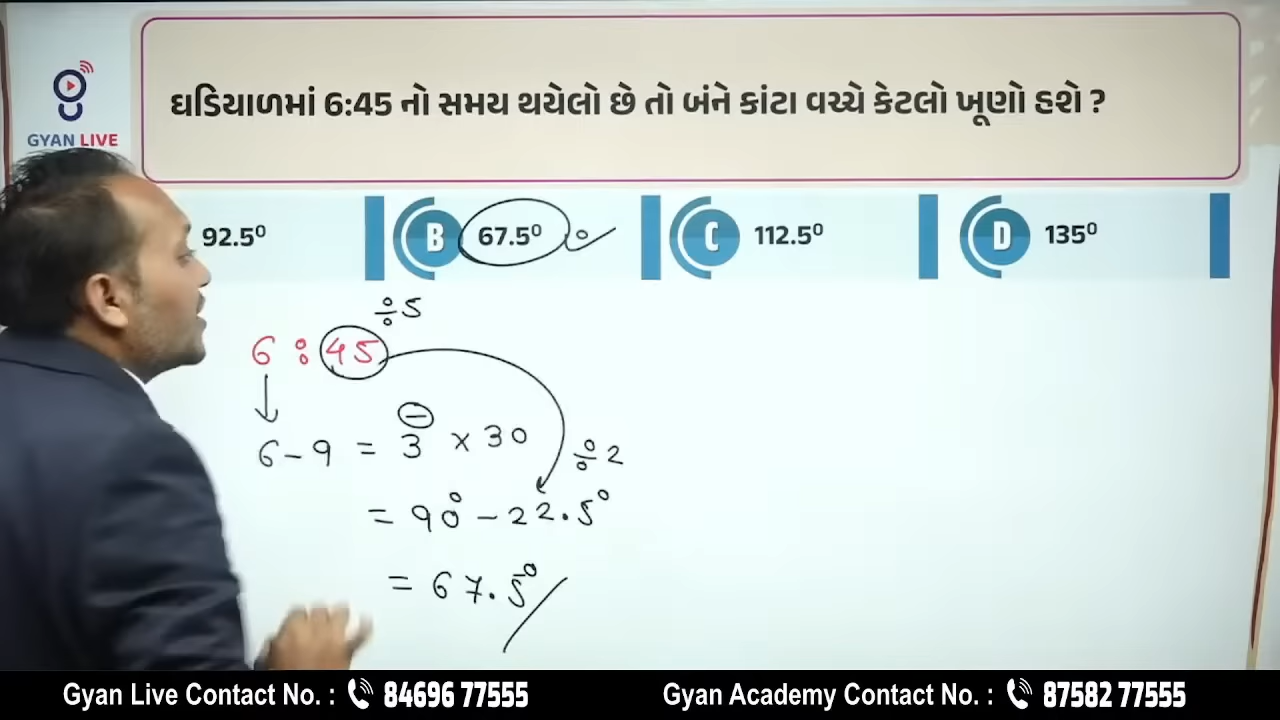 ઘડિયાળમાં 6:45 નો સમય થયેલો છે તો બંને કાંટા વચ્ચે કેટલો ખૂણો હશે ?
GYAN LIVE
92.5⁰
B 67.5⁰
C 112.5⁰
D 135⁰
÷5
6 : 45
6 - 9 = 3 × 30
÷2
= 90° - 22.5°
= 67.5°
Gyan Live Contact No. : 84696 77555
Gyan Academy Contact No. : 87582 77555